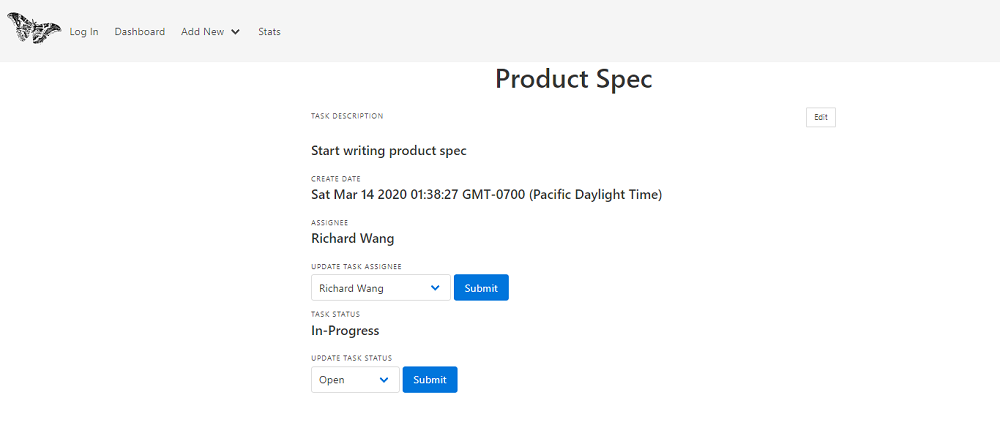 Log In Dashboard Add New Stats
Product Spec
TASK DESCRIPTION Edit
Start writing product spec
CREATE DATE
Sat Mar 14 2020 01:38:27 GMT-0700 (Pacific Daylight Time)
ASSIGNEE
Richard Wang
UPDATE TASK ASSIGNEE
Richard Wang Submit
TASK STATUS
In-Progress
UPDATE TASK STATUS
Open Submit